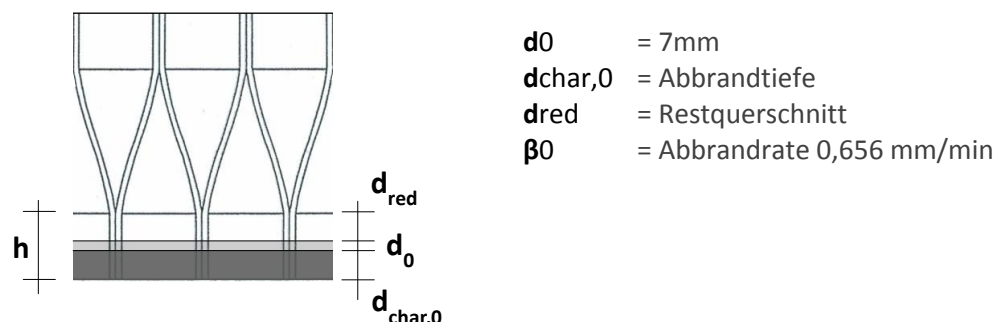 d0 = 7mm
dchar,0 = Abbrandtiefe
dred = Restquerschnitt
β0 = Abbrandrate 0,656 mm/min
dred
h
d0
dchar,0